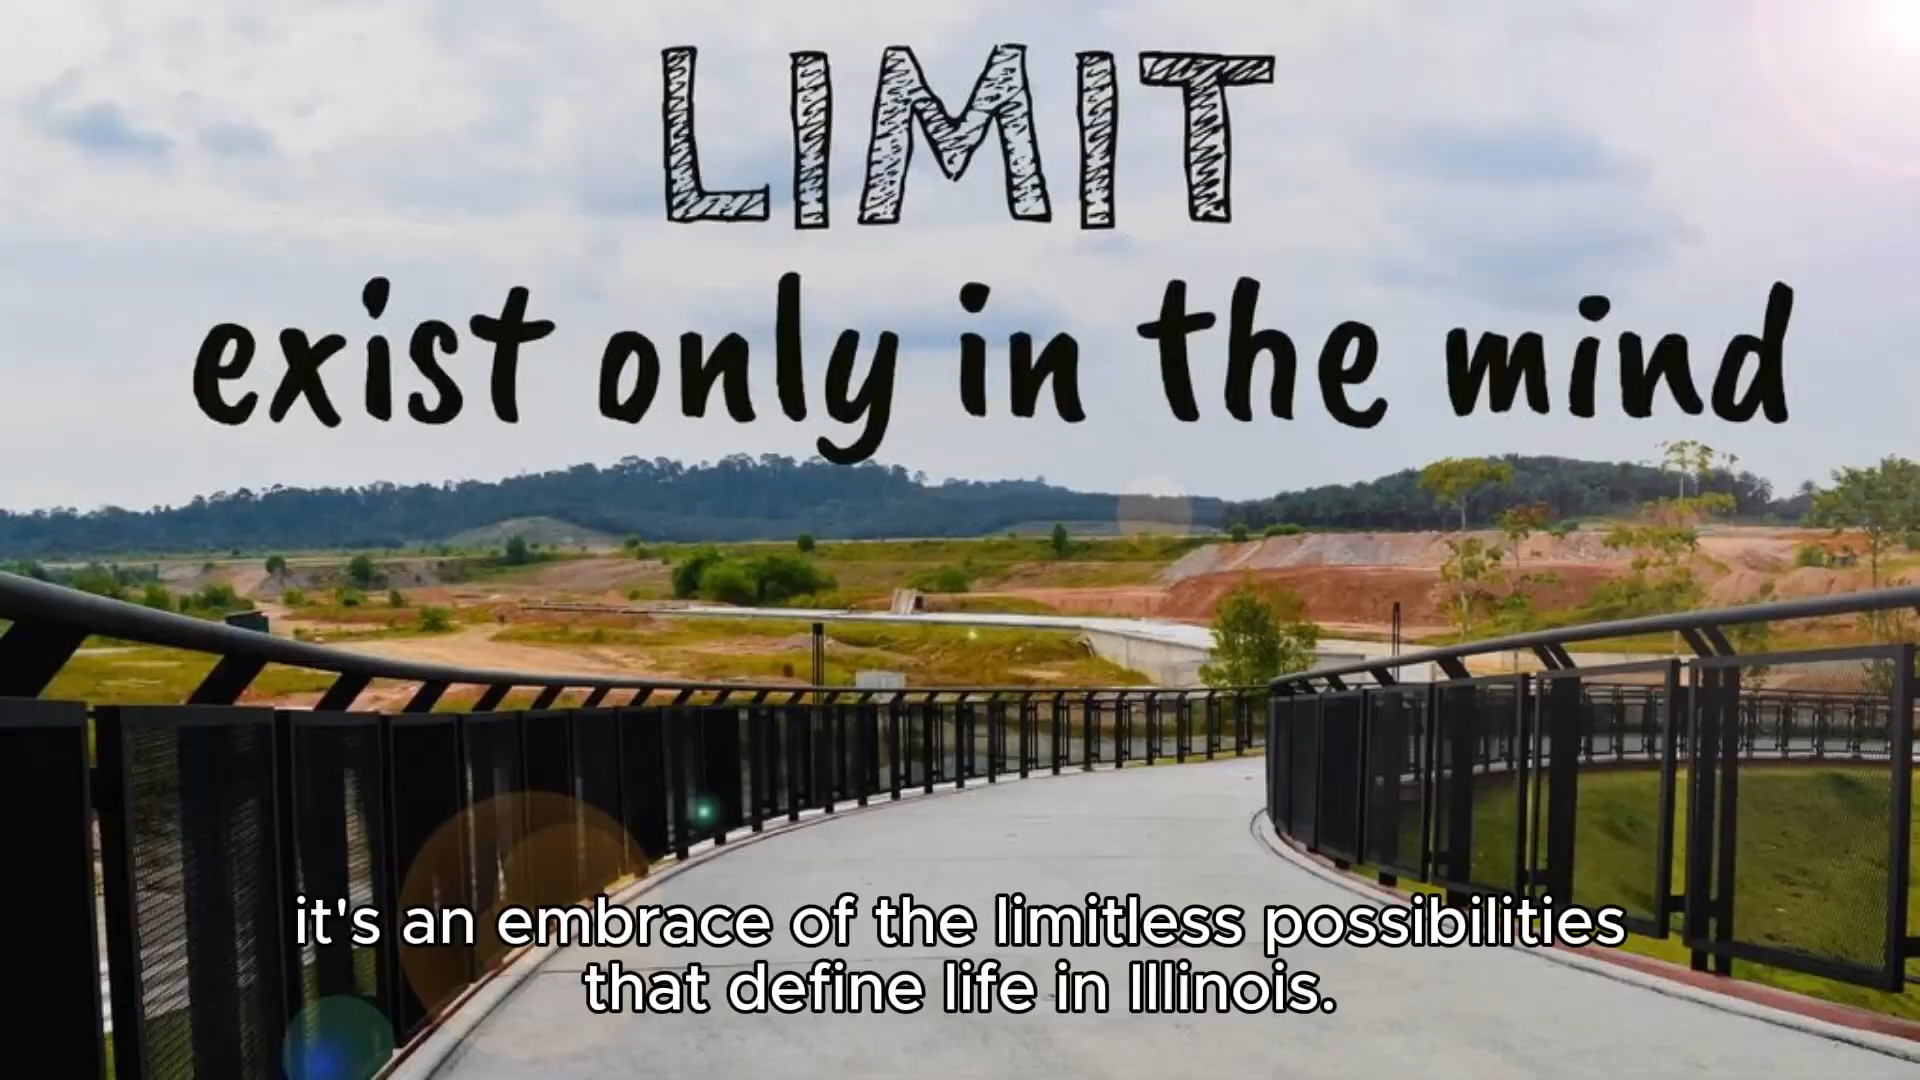 LIMIT
exist only in the mind
it's an embrace of the limitless possibilities
that define life in Illinois.